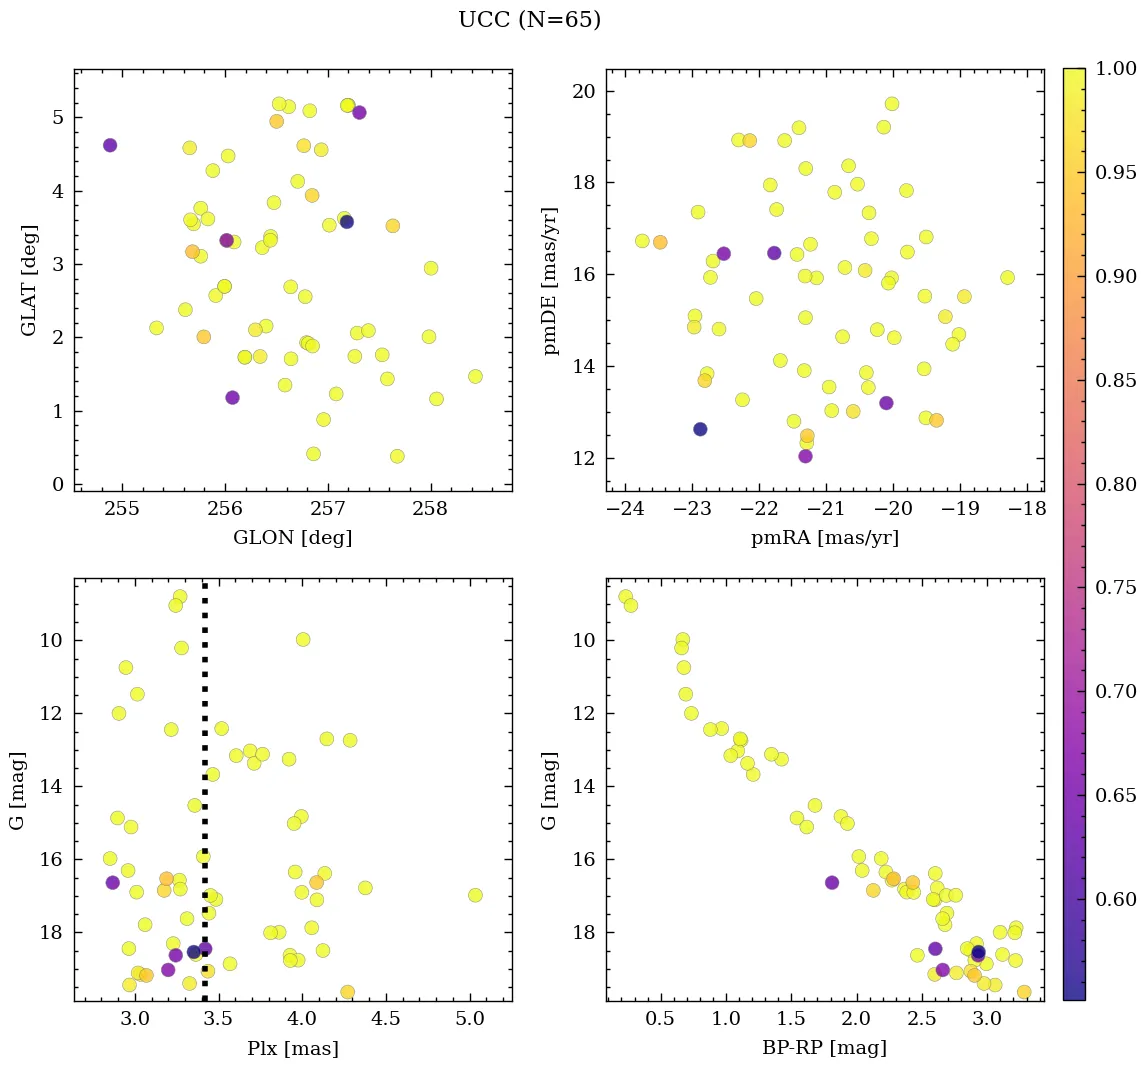 UCC (N=65)
5
4
3
2
1
0
GLAT [deg]
255 256 257 258
GLON [deg]
20
18
16
14
12
pmDE [mas/yr]
−24 −23 −22 −21 −20 −19 −18
pmRA [mas/yr]
10
12
14
16
18
G [mag]
3.0 3.5 4.0 4.5 5.0
Plx [mas]
10
12
14
16
18
G [mag]
0.5 1.0 1.5 2.0 2.5 3.0
BP-RP [mag]
1.00
0.95
0.90
0.85
0.80
0.75
0.70
0.65
0.60